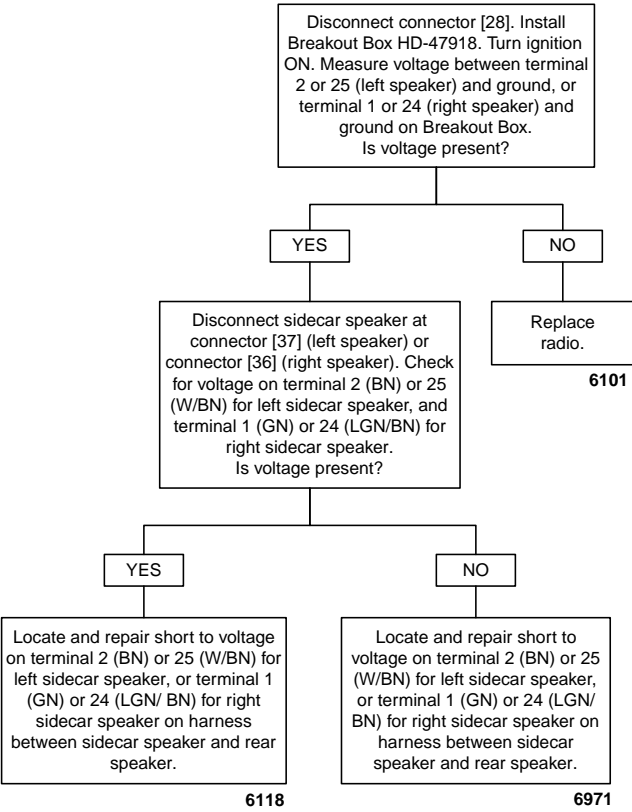 Disconnect connector [28]. Install
Breakout Box HD-47918. Turn ignition
ON. Measure voltage between terminal
2 or 25 (left speaker) and ground, or
terminal 1 or 24 (right speaker) and
ground on Breakout Box.
Is voltage present?
YES
NO
Disconnect sidecar speaker at
connector [37] (left speaker) or
connector [36] (right speaker). Check
for voltage on terminal 2 (BN) or 25
(W/BN) for left sidecar speaker, and
terminal 1 (GN) or 24 (LGN/BN) for
right sidecar speaker.
Is voltage present?
Replace
radio.
6101
YES
NO
Locate and repair short to voltage
on terminal 2 (BN) or 25 (W/BN) for
left sidecar speaker, or terminal 1
(GN) or 24 (LGN/ BN) for right
sidecar speaker on harness
between sidecar speaker and rear
speaker.
6118
Locate and repair short to
voltage on terminal 2 (BN) or 25
(W/BN) for left sidecar speaker,
or terminal 1 (GN) or 24 (LGN/
BN) for right sidecar speaker on
harness between sidecar
speaker and rear speaker.
6971